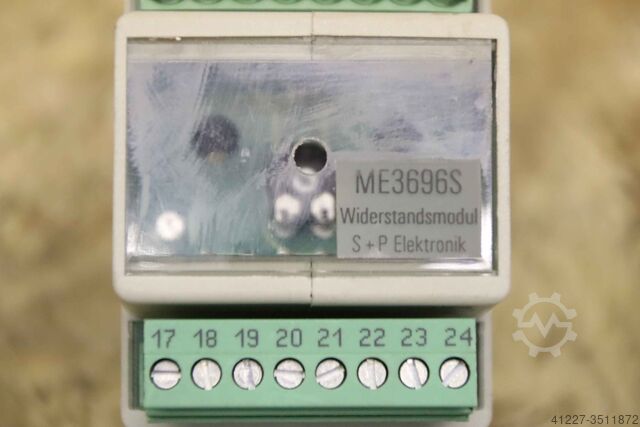 ME3696S
Widerstandsmodul
S + P Elektronik
17 18 19 20 21 22 23 24
41227-3511872